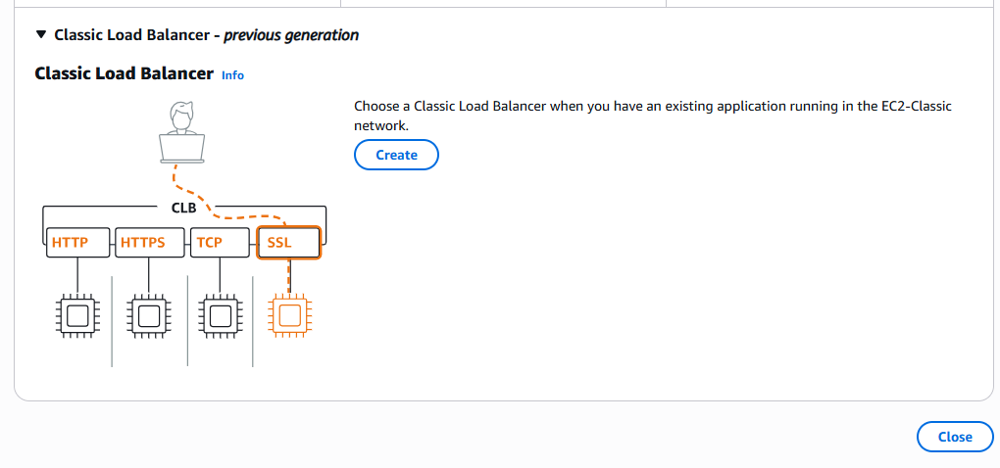 Classic Load Balancer - previous generation
Classic Load Balancer Info
Choose a Classic Load Balancer when you have an existing application running in the EC2-Classic
network.
Create
CLB
HTTP HTTPS TCP SSL
Close